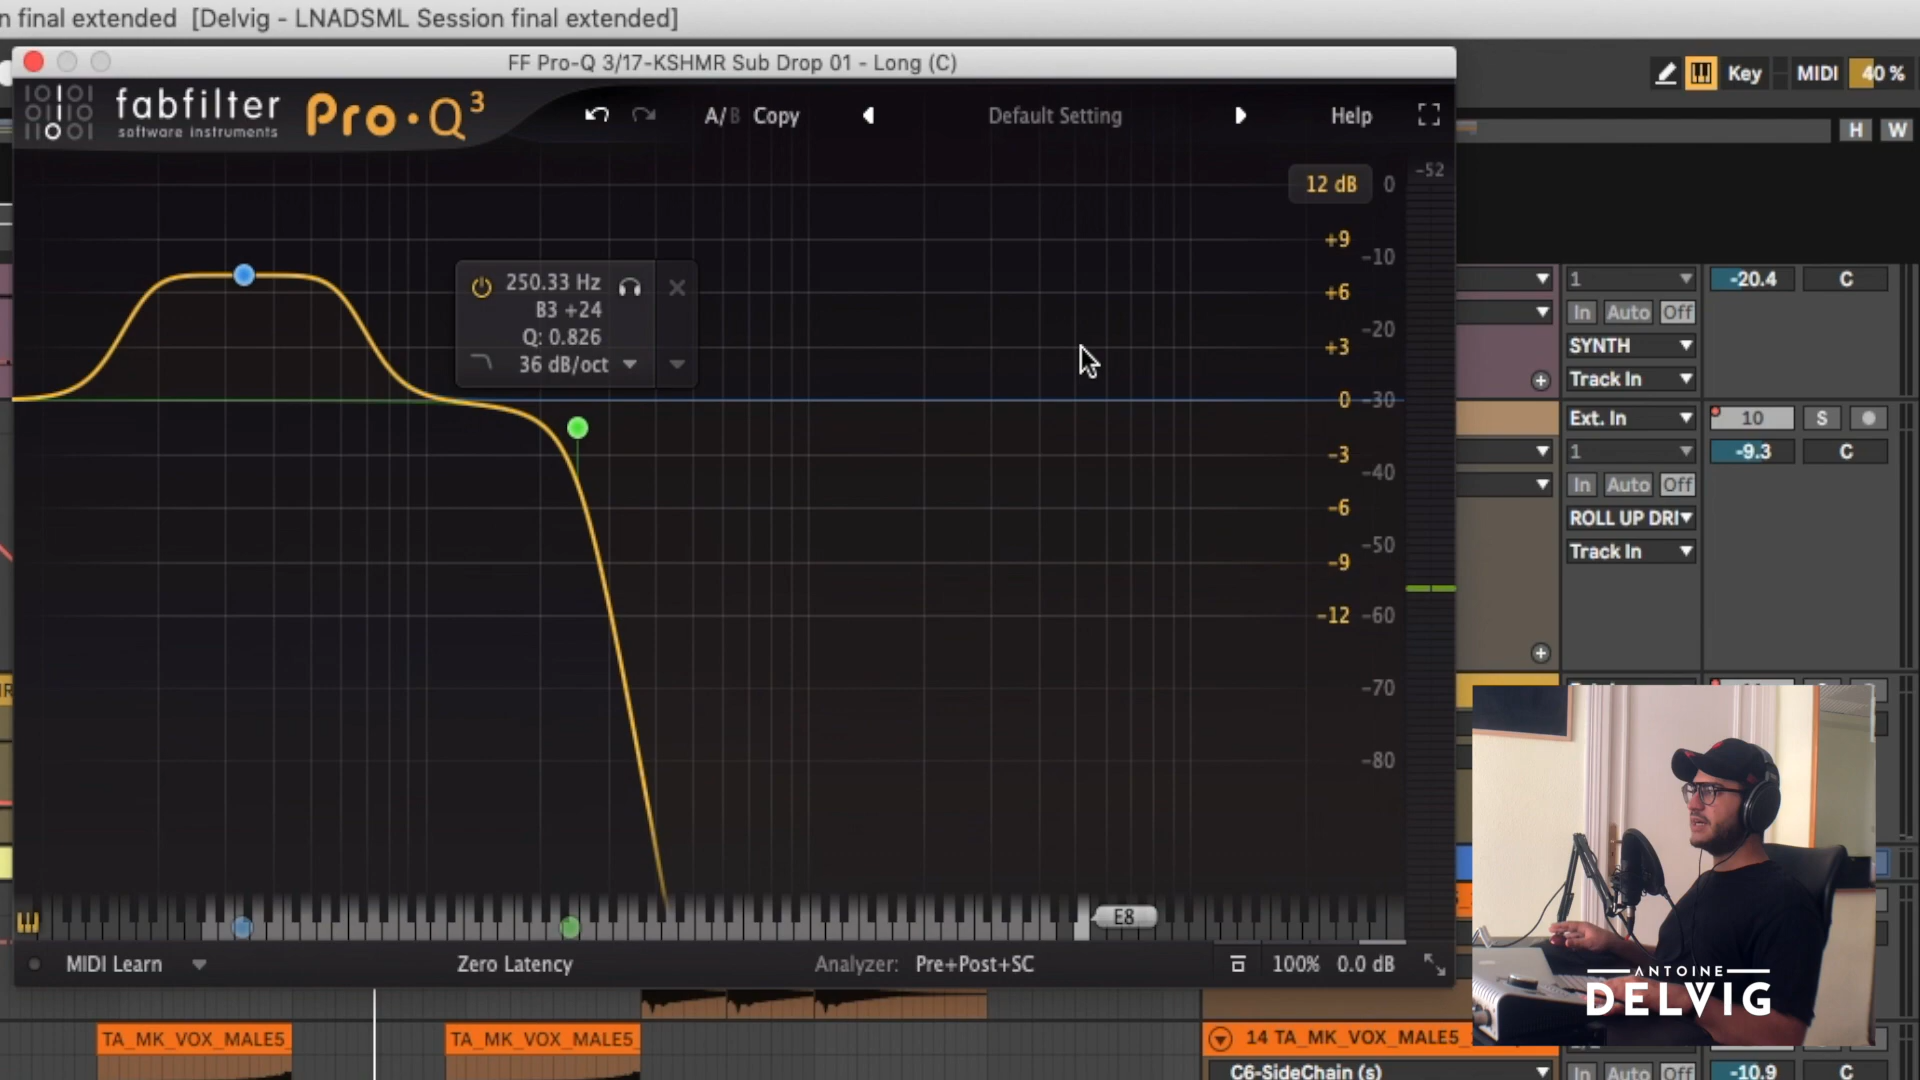 n final extended [Delvig - LNADSML Session final extended]
FF Pro-Q 3/17-KSHMR Sub Drop 01 - Long (C)
Key MIDI 40 %
fabfilter
software instruments
Pro·Q3
A/B Copy Default Setting Help
H W
12 dB 0 -52
+9 -10
+6 -20
+3
0 -30
-3 -40
-6 -50
-9
-12 -60
-70
-80
250.33 Hz
B3 +24
Q: 0.826
36 dB/oct
1 -20.4 C
In Auto Off
SYNTH
Track In
Ext. In 10 S
1 -9.3 C
In Auto Off
ROLL UP DRI
Track In
E8
MIDI Learn Zero Latency Analyzer: Pre+Post+SC 100% 0.0 dB
ANTOINE
DELVIG
TA_MK_VOX_MALE5_ TA_MK_VOX_MALE5_ 14 TA_MK_VOX_MALE5_
C6-SideChain (s) In Auto Off -10.9 C